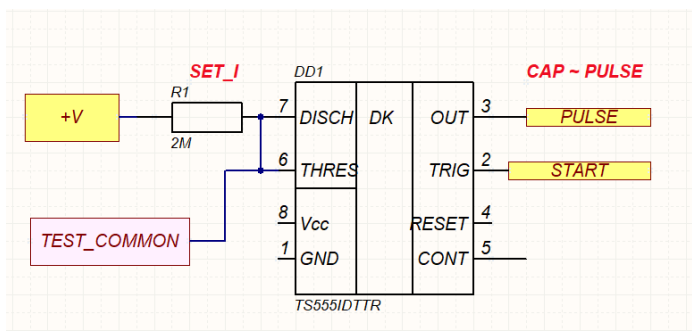 SET_I
CAP ~ PULSE
R1
DD1
+V
2M
7
DISCH
DK
OUT
3
PULSE
6
THRES
TRIG
2
START
TEST_COMMON
8
Vcc
RESET
4
1
GND
CONT
5
TS555IDTTR